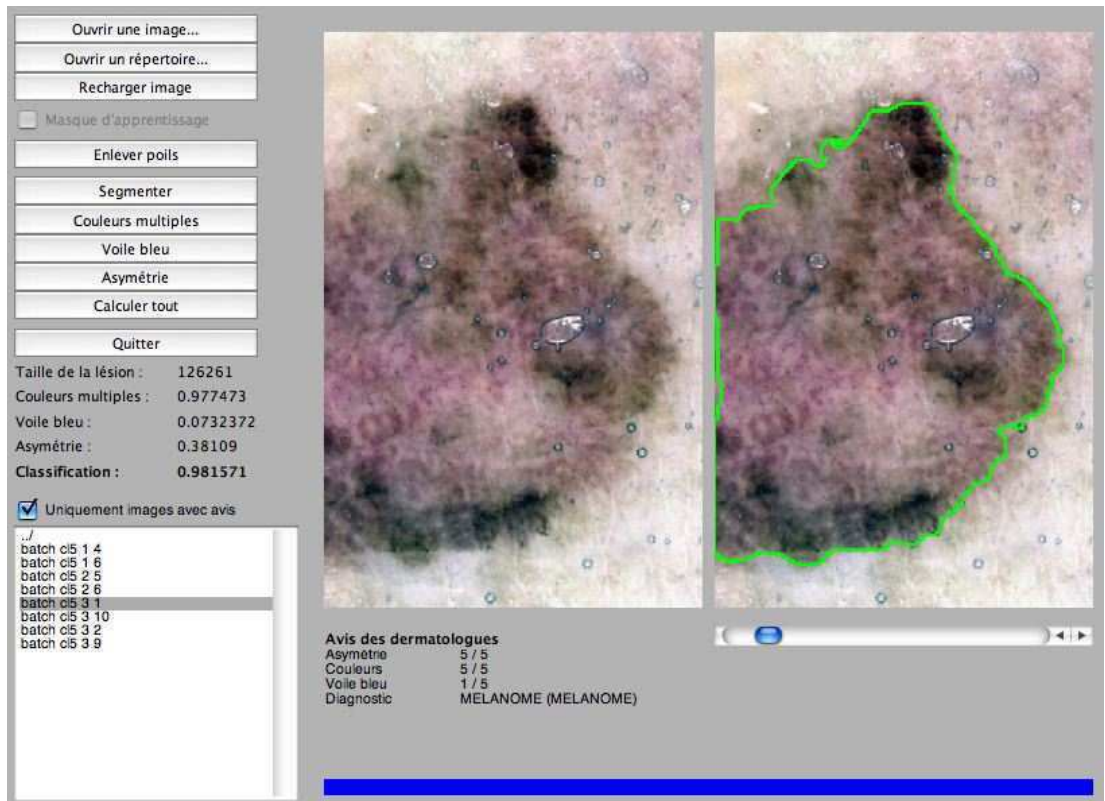 Ouvrir une image...
Ouvrir un répertoire...
Recharger image
Masque d'apprentissage
Enlever poils
Segmenter
Couleurs multiples
Voile bleu
Asymétrie
Calculer tout
Quitter
Taille de la lésion : 126261
Couleurs multiples : 0.977473
Voile bleu : 0.0732372
Asymétrie : 0.38109
Classification : 0.981571
Uniquement images avec avis
../
batch cl5 1 4
batch cl5 1 6
batch cl5 2 5
batch cl5 2 6
batch cl5 3 1
batch cl5 3 10
batch cl5 3 2
batch cl5 3 9
Avis des dermatologues
Asymétrie 5 / 5
Couleurs 5 / 5
Voile bleu 1 / 5
Diagnostic MELANOME (MELANOME)